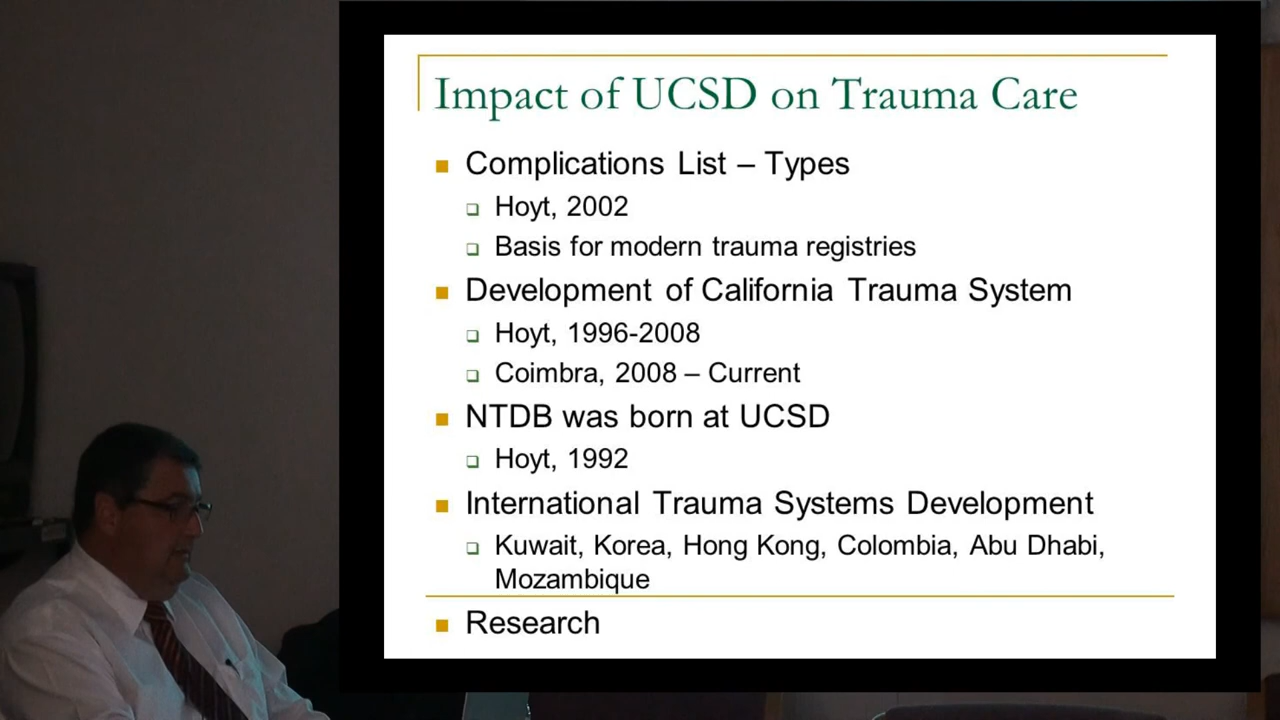 Impact of UCSD on Trauma Care
Complications List – Types
Hoyt, 2002
Basis for modern trauma registries
Development of California Trauma System
Hoyt, 1996-2008
Coimbra, 2008 – Current
NTDB was born at UCSD
Hoyt, 1992
International Trauma Systems Development
Kuwait, Korea, Hong Kong, Colombia, Abu Dhabi,
Mozambique
Research